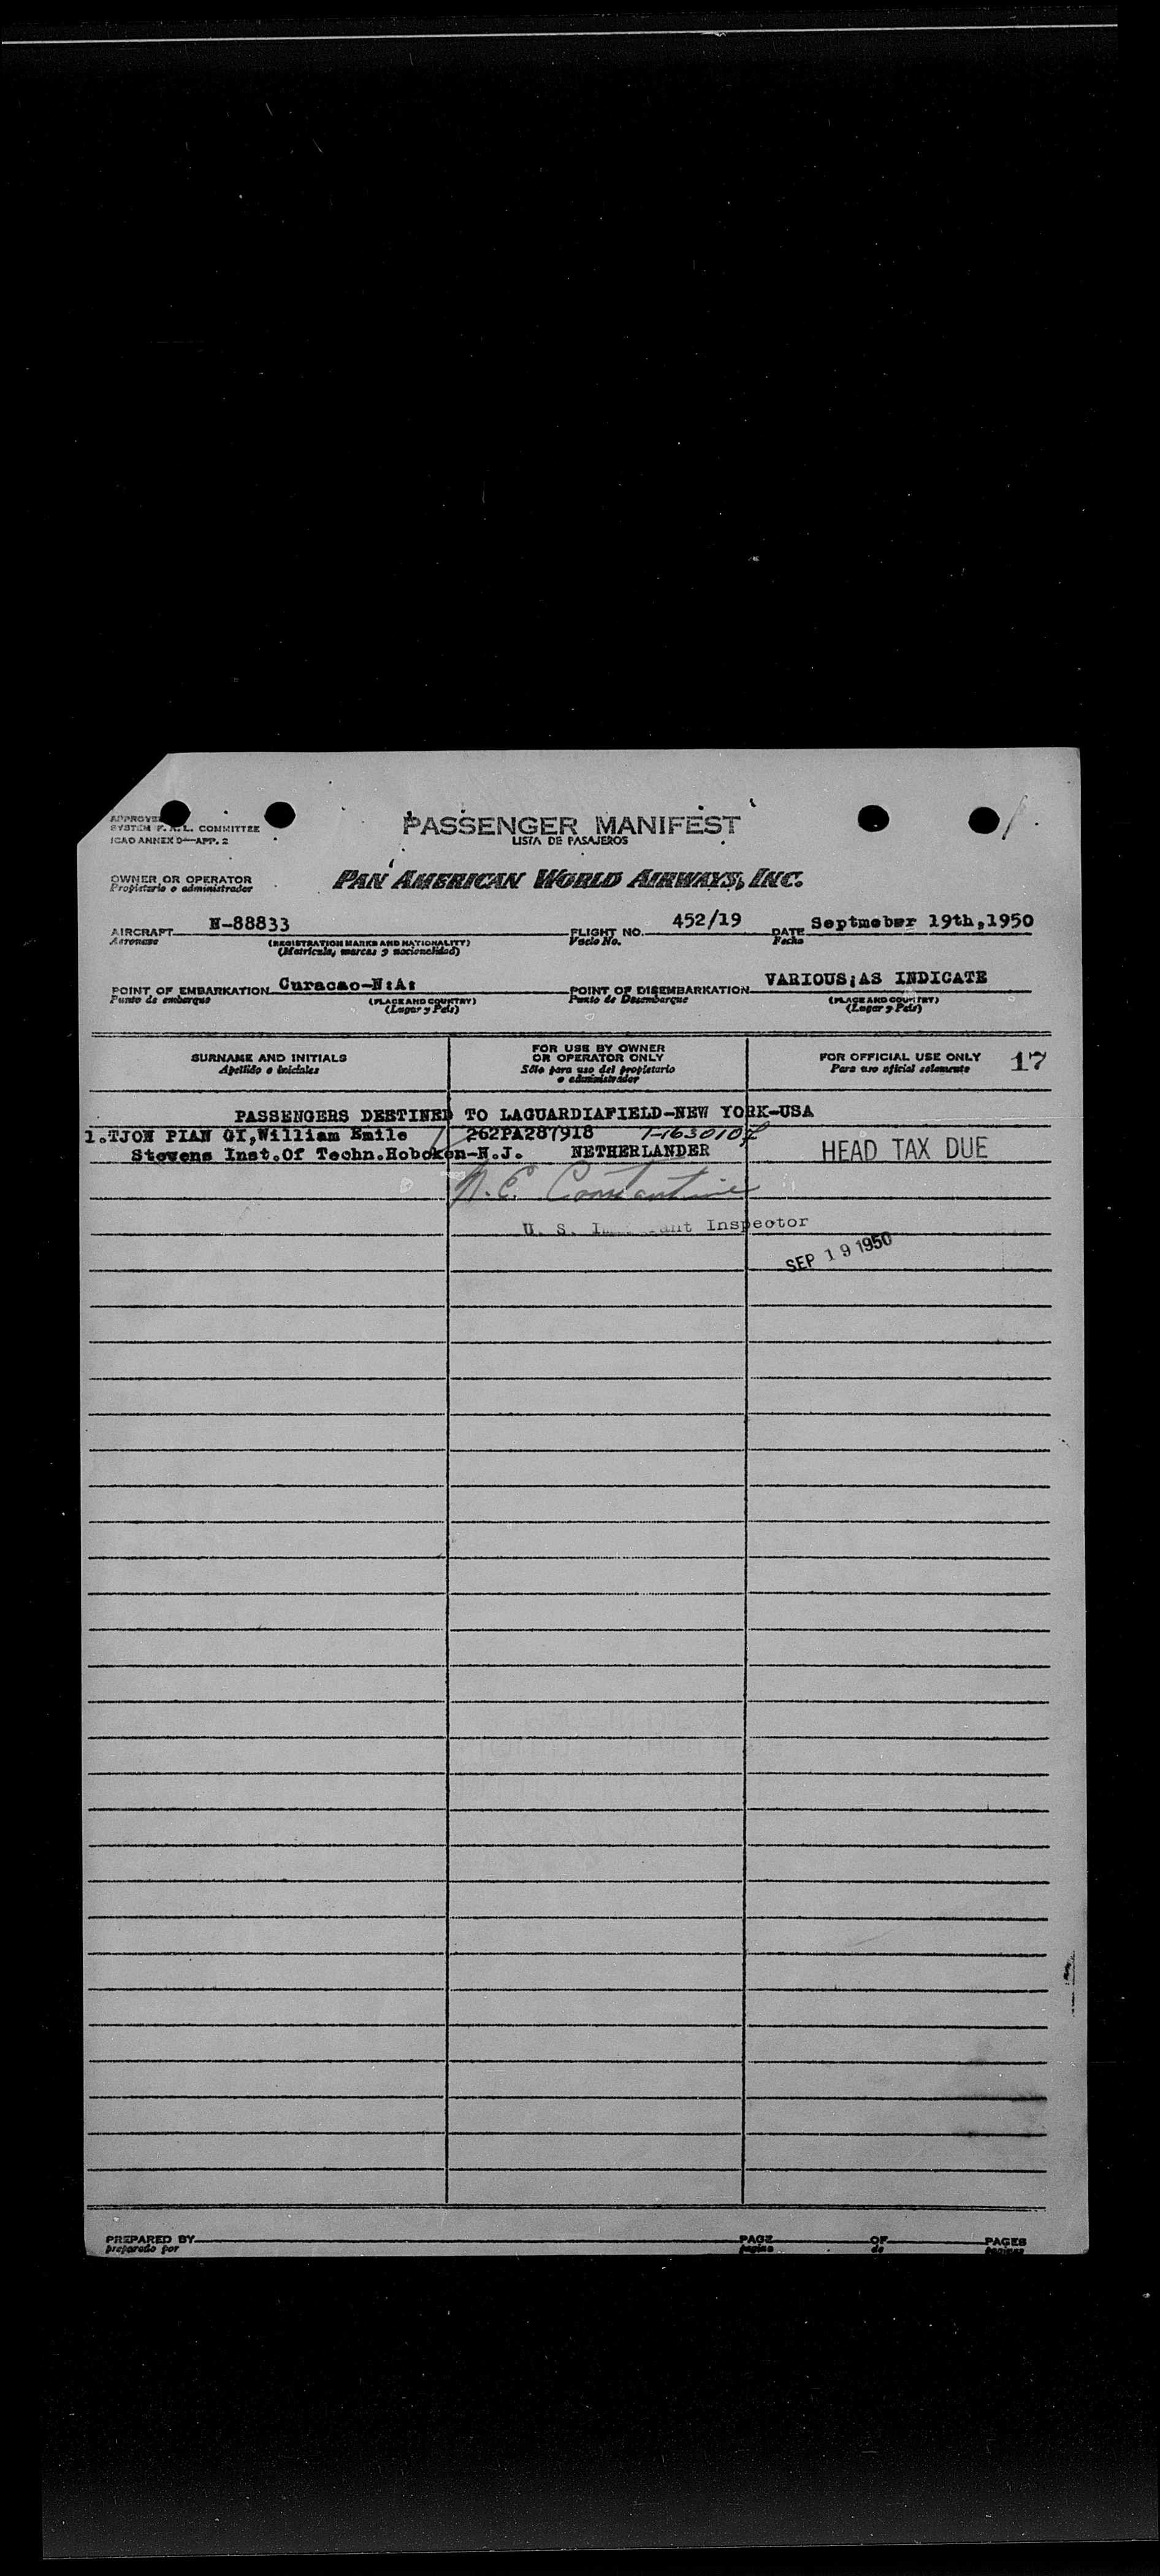 SYSTEM F.A.L. COMMITTEE
ICAO ANNEX 9—APP. 2
PASSENGER MANIFEST
LISTA DE PASAJEROS
OWNER OR OPERATOR
Propietario o administrador
PAN AMERICAN WORLD AIRWAYS, INC.
AIRCRAFT N-88833 FLIGHT NO. 452/19 DATE Septmeber 19th,1950
Aeronave (REGISTRATION MARKS AND NATIONALITY) Vuelo No. Fecha
(Matricula, marcas y nacionalidad)
POINT OF EMBARKATION Curacao-N:A: POINT OF DISEMBARKATION VARIOUS;AS INDICATE
Punto de embarque (PLACE AND COUNTRY) Punto de Desembarque (PLACE AND COUNTRY)
(Lugar y País) (Lugar y País)
SURNAME AND INITIALS FOR USE BY OWNER OR OPERATOR ONLY FOR OFFICIAL USE ONLY 17
Apellido e iniciales Sólo para uso del propietario o administrador Para uso oficial solamente
PASSENGERS DESTINED TO LAGUARDIAFIELD-NEW YORK-USA
1.TJON PIAN GI,William Emile 262PA287918
Stevens Inst.Of Techn.Hoboken-N.J. NETHERLANDER HEAD TAX DUE
N.E. Constantine
U. S. Inspector
SEP 19 1950
PREPARED BY PAGE OF PAGES
preparado por pagina de paginas